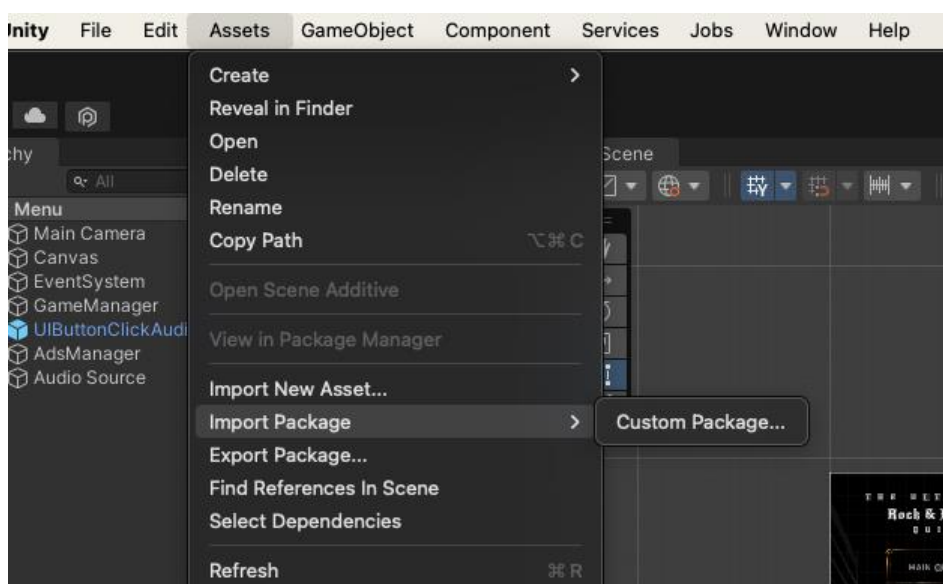 Unity File Edit Assets GameObject Component Services Jobs Window Help
Create
Reveal in Finder
Open
Delete
Rename
Copy Path ⌥⌘C
Open Scene Additive
View in Package Manager
Import New Asset...
Import Package
Custom Package...
Export Package...
Find References In Scene
Select Dependencies
Refresh ⌘R
All
Menu
Main Camera
Canvas
EventSystem
GameManager
UIButtonClickAudi
AdsManager
Audio Source
Scene
Rock &